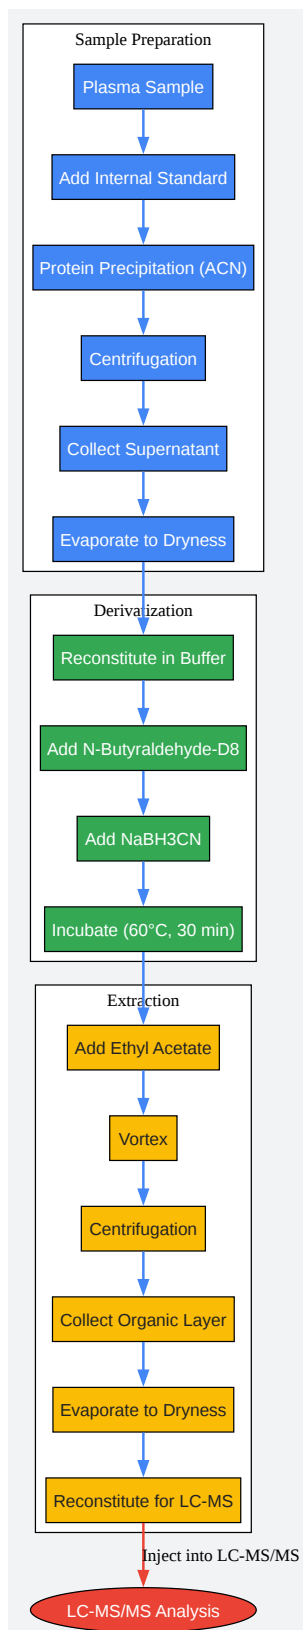 Sample Preparation
Plasma Sample
Add Internal Standard
Protein Precipitation (ACN)
Centrifugation
Collect Supernatant
Evaporate to Dryness
Derivatization
Reconstitute in Buffer
Add N-Butyraldehyde-D8
Add NaBH3CN
Incubate (60°C, 30 min)
Extraction
Add Ethyl Acetate
Vortex
Centrifugation
Collect Organic Layer
Evaporate to Dryness
Reconstitute for LC-MS
Inject into LC-MS/MS
LC-MS/MS Analysis